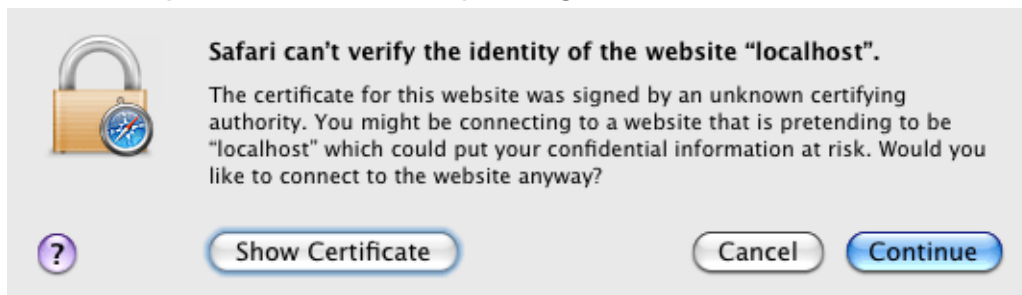 Safari can't verify the identity of the website “localhost”.
The certificate for this website was signed by an unknown certifying
authority. You might be connecting to a website that is pretending to be
“localhost” which could put your confidential information at risk. Would you
like to connect to the website anyway?
?
Show Certificate
Cancel
Continue